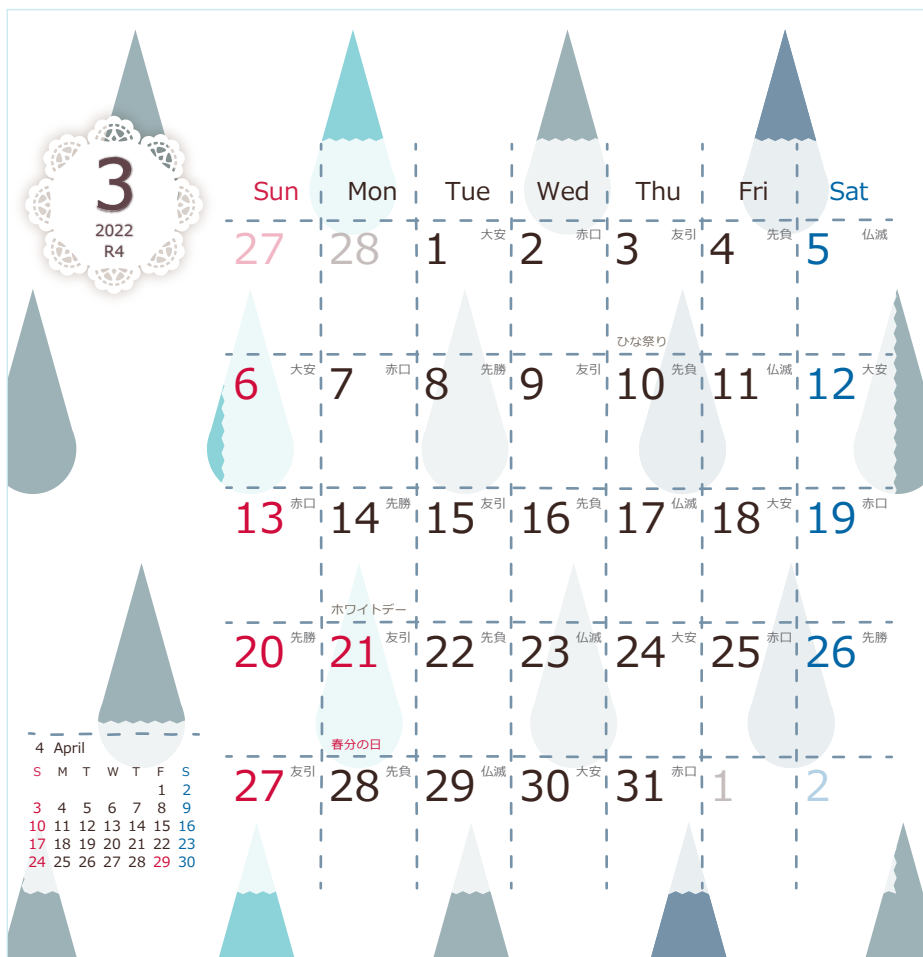 3
2022
R4
Sun Mon Tue Wed Thu Fri Sat
27 28 1 大安 2 赤口 3 友引 4 先負 5 仏滅
ひな祭り
6 大安 7 赤口 8 先勝 9 友引 10 先負 11 仏滅 12 大安
13 赤口 14 先勝 15 友引 16 先負 17 仏滅 18 大安 19 赤口
ホワイトデー
20 先勝 21 友引 22 先負 23 仏滅 24 大安 25 赤口 26 先勝
春分の日
27 友引 28 先負 29 仏滅 30 大安 31 赤口 1 2
4 April
S M T W T F S
1 2
3 4 5 6 7 8 9
10 11 12 13 14 15 16
17 18 19 20 21 22 23
24 25 26 27 28 29 30